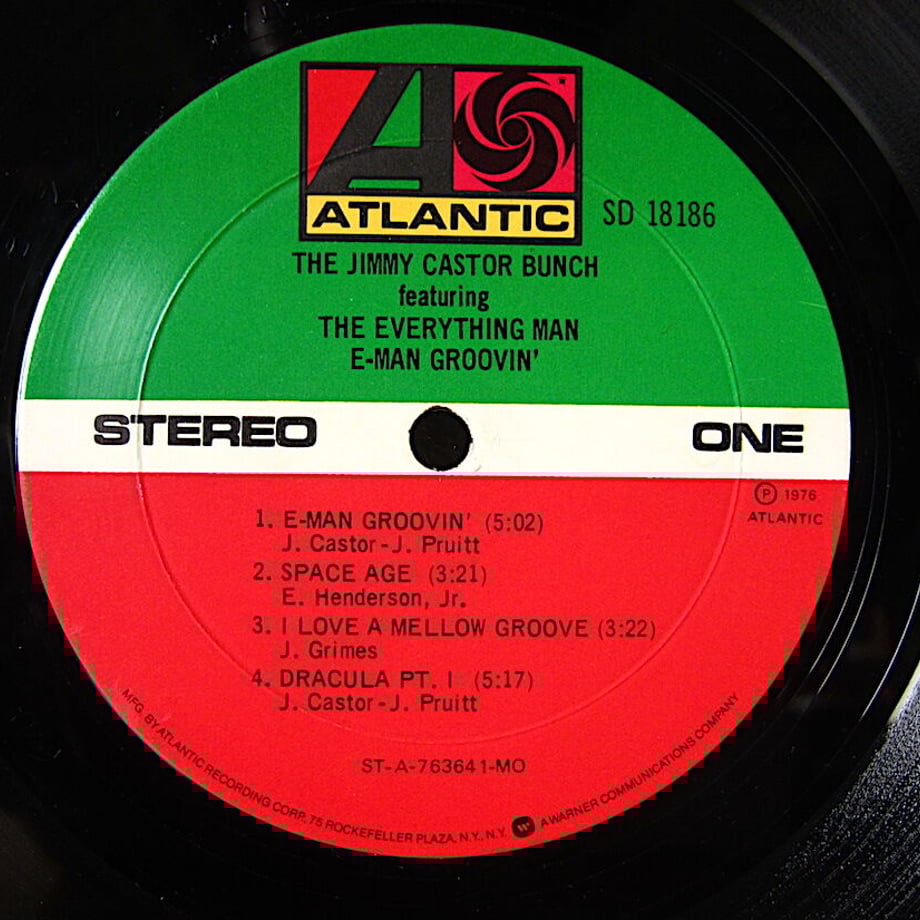 ATLANTIC
SD 18186
THE JIMMY CASTOR BUNCH
featuring
THE EVERYTHING MAN
E-MAN GROOVIN'
STEREO
ONE
Ⓟ 1976
ATLANTIC
1. E-MAN GROOVIN' (5:02)
J. Castor-J. Pruitt
2. SPACE AGE (3:21)
E. Henderson, Jr.
3. I LOVE A MELLOW GROOVE (3:22)
J. Grimes
4. DRACULA PT. I (5:17)
J. Castor-J. Pruitt
ST-A-763641-MO
MFG. BY ATLANTIC RECORDING CORP., 75 ROCKEFELLER PLAZA, N.Y., N.Y. A WARNER COMMUNICATIONS COMPANY